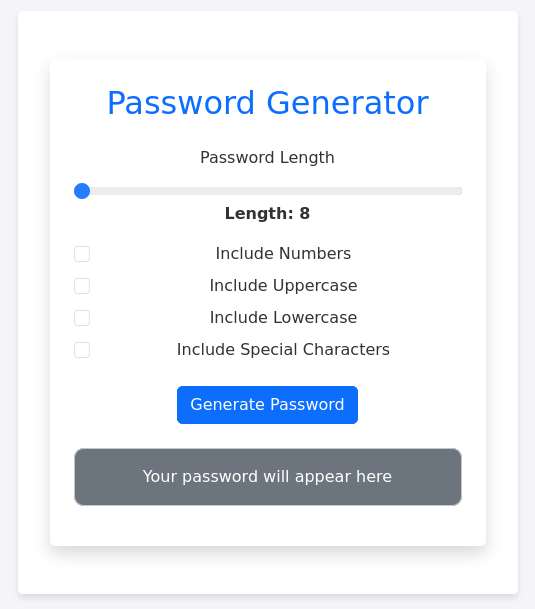 Password Generator
Password Length
Length: 8
Include Numbers
Include Uppercase
Include Lowercase
Include Special Characters
Generate Password
Your password will appear here